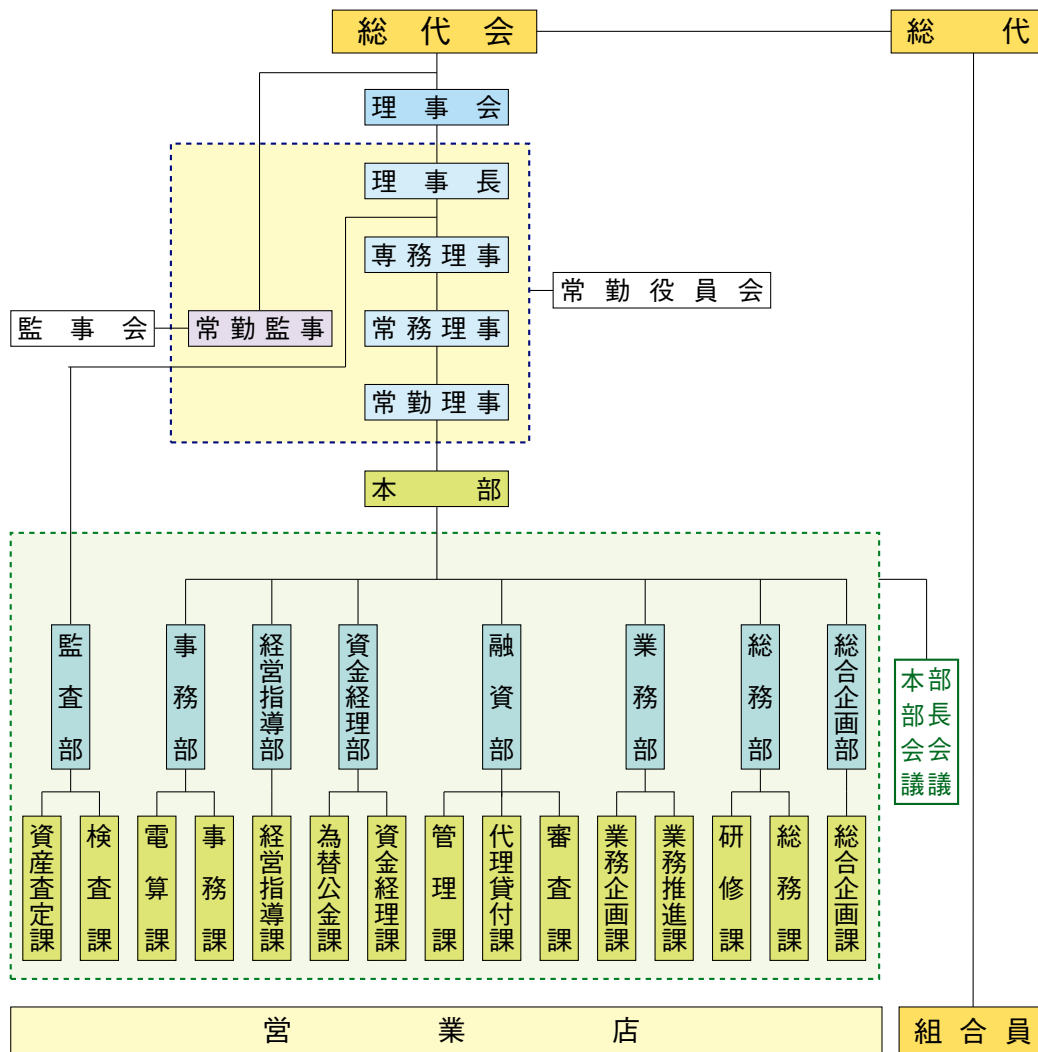 総代会
総代
理事会
理事長
専務理事
常勤役員会
監事会
常勤監事
常務理事
常勤理事
本部
監査部
事務部
経営指導部
資金経理部
融資部
業務部
総務部
総合企画部
部長会議
本部会議
資産査定課
検査課
電算課
事務課
経営指導課
為替公金課
資金経理課
管理課
代理貸付課
審査課
業務企画課
業務推進課
研修課
総務課
総合企画課
営業店
組合員